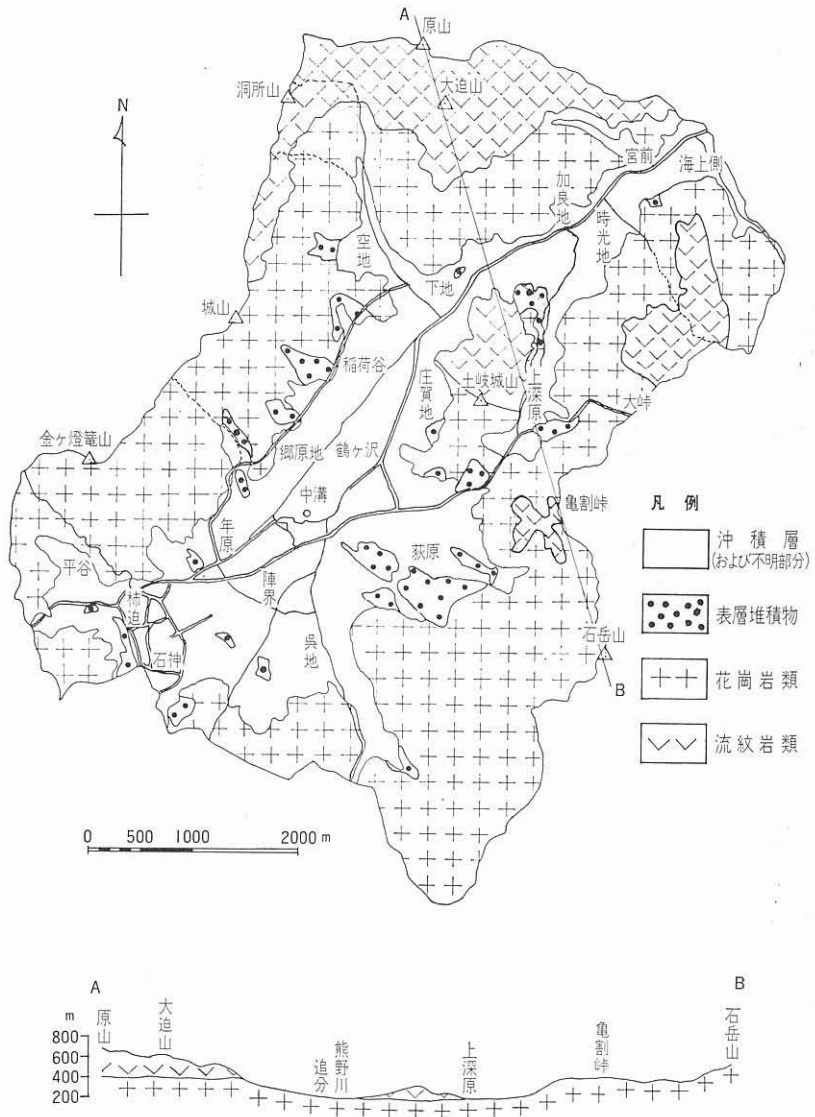 A
原山
大迫山
洞所山
N
宮前
海上側
加良地
時光地
空地
下地
城山
稲荷谷
庄賀地
土岐城山
上深原
大峠
金ヶ燈籠山
郷原地
鶴ヶ沢
中溝
亀割峠
年原
荻原
平谷
柿迫
陣界
石神
呉地
石岳山
B
凡例
沖積層
(および不明部分)
表層堆積物
花崗岩類
流紋岩類
0 500 1000 2000 m
A
B
m
原山
大迫山
追分
熊野川
上深原
亀割峠
石岳山
800
600
400
200